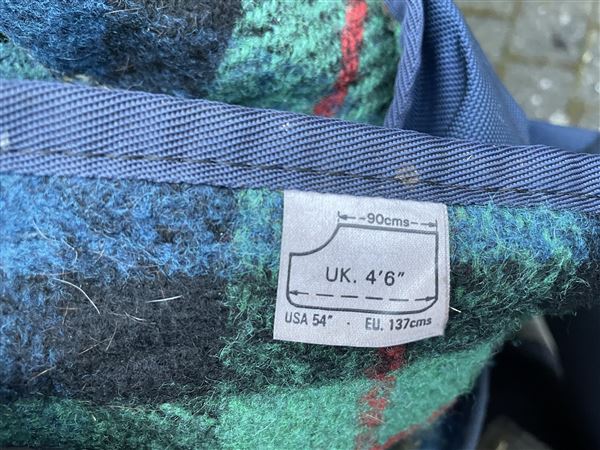 90cms
UK. 4'6"
USA 54" · EU. 137cms